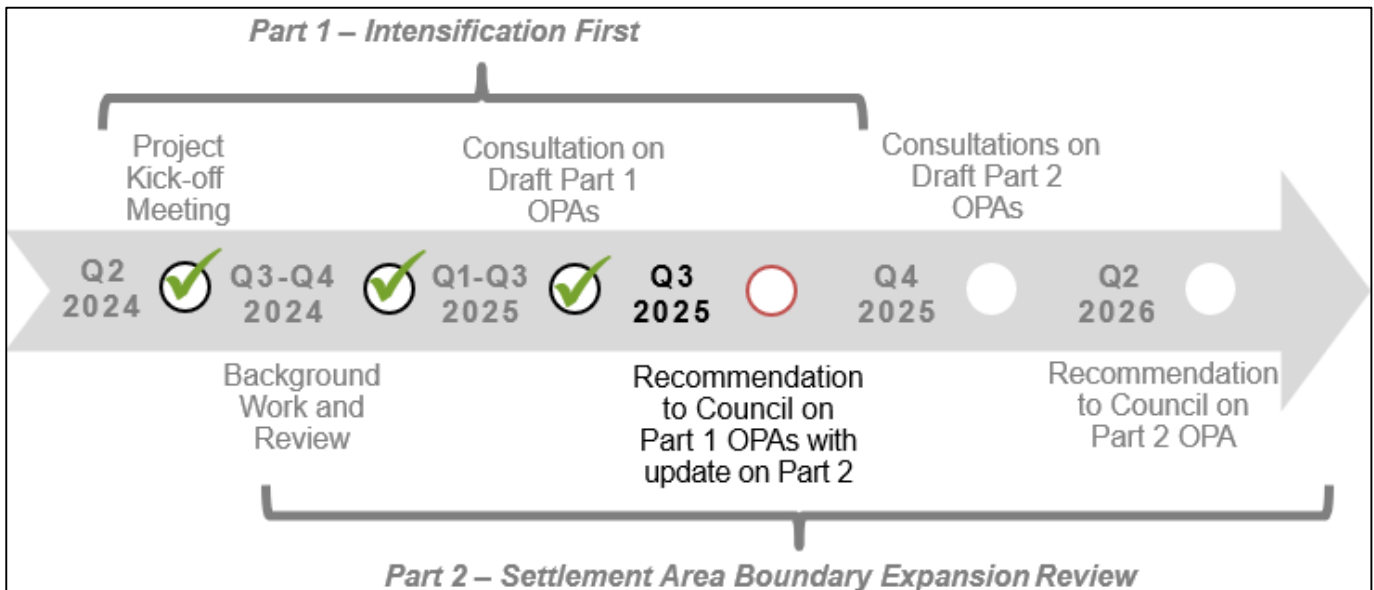 Part 1 – Intensification First
Project
Kick-off
Meeting
Consultation on
Draft Part 1
OPAs
Consultations on
Draft Part 2
OPAs
Q2
2024
Q3-Q4
2024
Q1-Q3
2025
Q3
2025
Q4
2025
Q2
2026
Background
Work and
Review
Recommendation
to Council on
Part 1 OPAs with
update on Part 2
Recommendation
to Council on
Part 2 OPA
Part 2 – Settlement Area Boundary Expansion Review